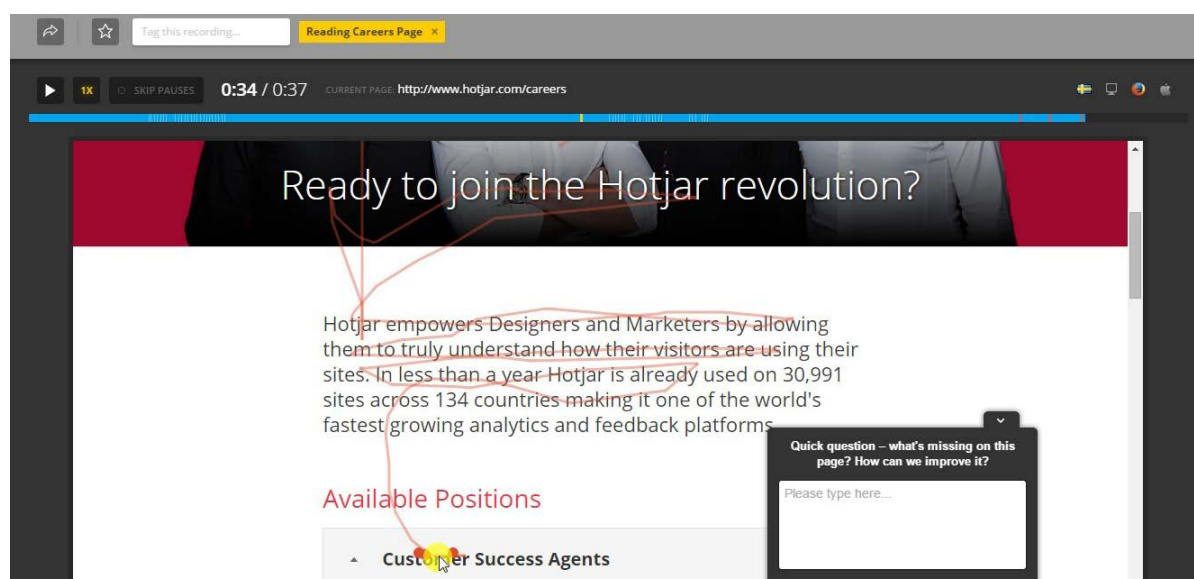 Tag this recording...
Reading Careers Page ×
1X SKIP PAUSES 0:34 / 0:37 CURRENT PAGE: http://www.hotjar.com/careers
Ready to join the Hotjar revolution?
Hotjar empowers Designers and Marketers by allowing
them to truly understand how their visitors are using their
sites. In less than a year Hotjar is already used on 30,991
sites across 134 countries making it one of the world's
fastest growing analytics and feedback platforms.
Quick question – what's missing on this
page? How can we improve it?
Please type here...
Available Positions
Customer Success Agents